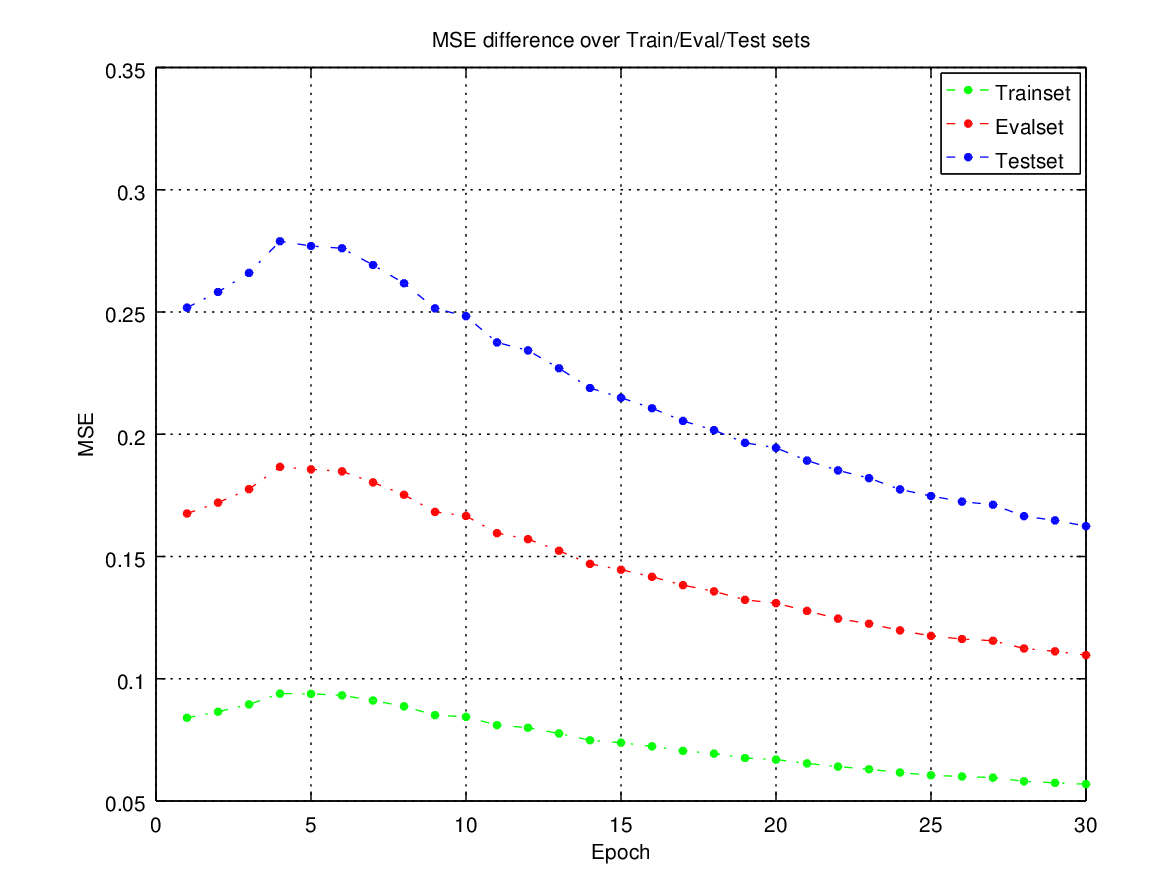 MSE difference over Train/Eval/Test sets
0.35
Trainset
Evalset
Testset
0.3
0.25
0.2
MSE
0.15
0.1
0.05
0 5 10 15 20 25 30
Epoch